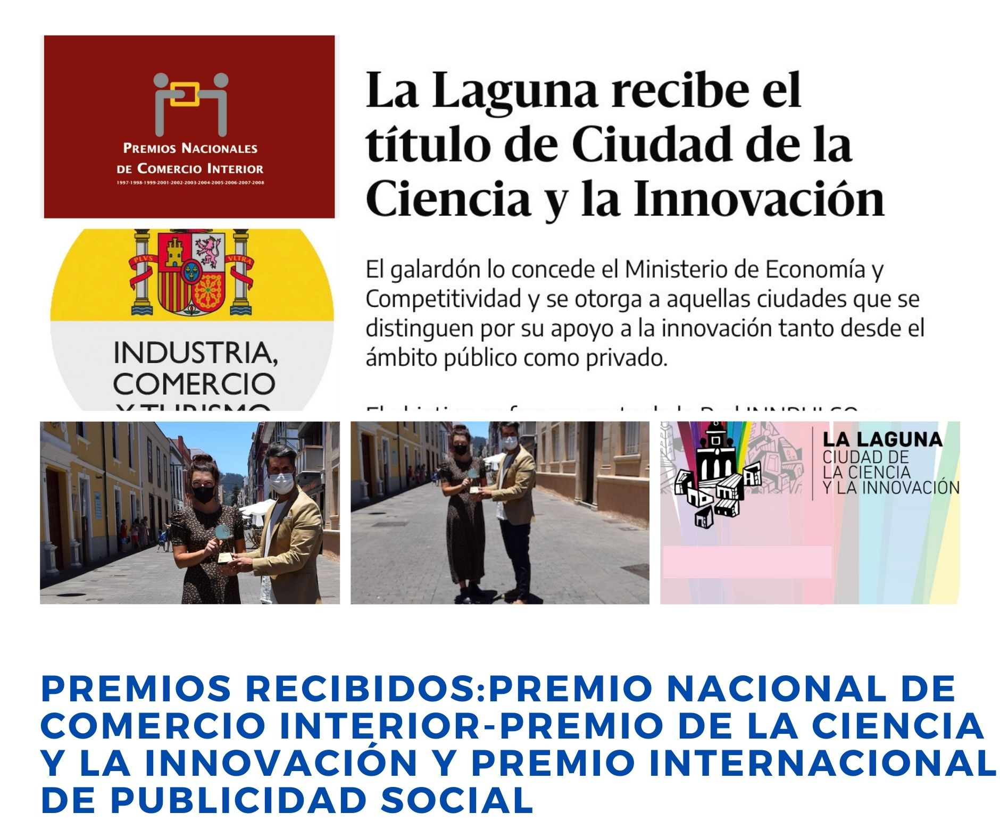 PREMIOS NACIONALES
DE COMERCIO INTERIOR
1997-1998-1999-2001-2002-2003-2004-2005-2006-2007-2008
La Laguna recibe el
título de Ciudad de la
Ciencia y la Innovación
El galardón lo concede el Ministerio de Economía y
Competitividad y se otorga a aquellas ciudades que se
distinguen por su apoyo a la innovación tanto desde el
ámbito público como privado.
PLVS VLTRA
INDUSTRIA,
COMERCIO
Y TURISMO
LA LAGUNA
CIUDAD DE
LA CIENCIA
Y LA INNOVACIÓN
PREMIOS RECIBIDOS:PREMIO NACIONAL DE
COMERCIO INTERIOR-PREMIO DE LA CIENCIA
Y LA INNOVACIÓN Y PREMIO INTERNACIONAL
DE PUBLICIDAD SOCIAL